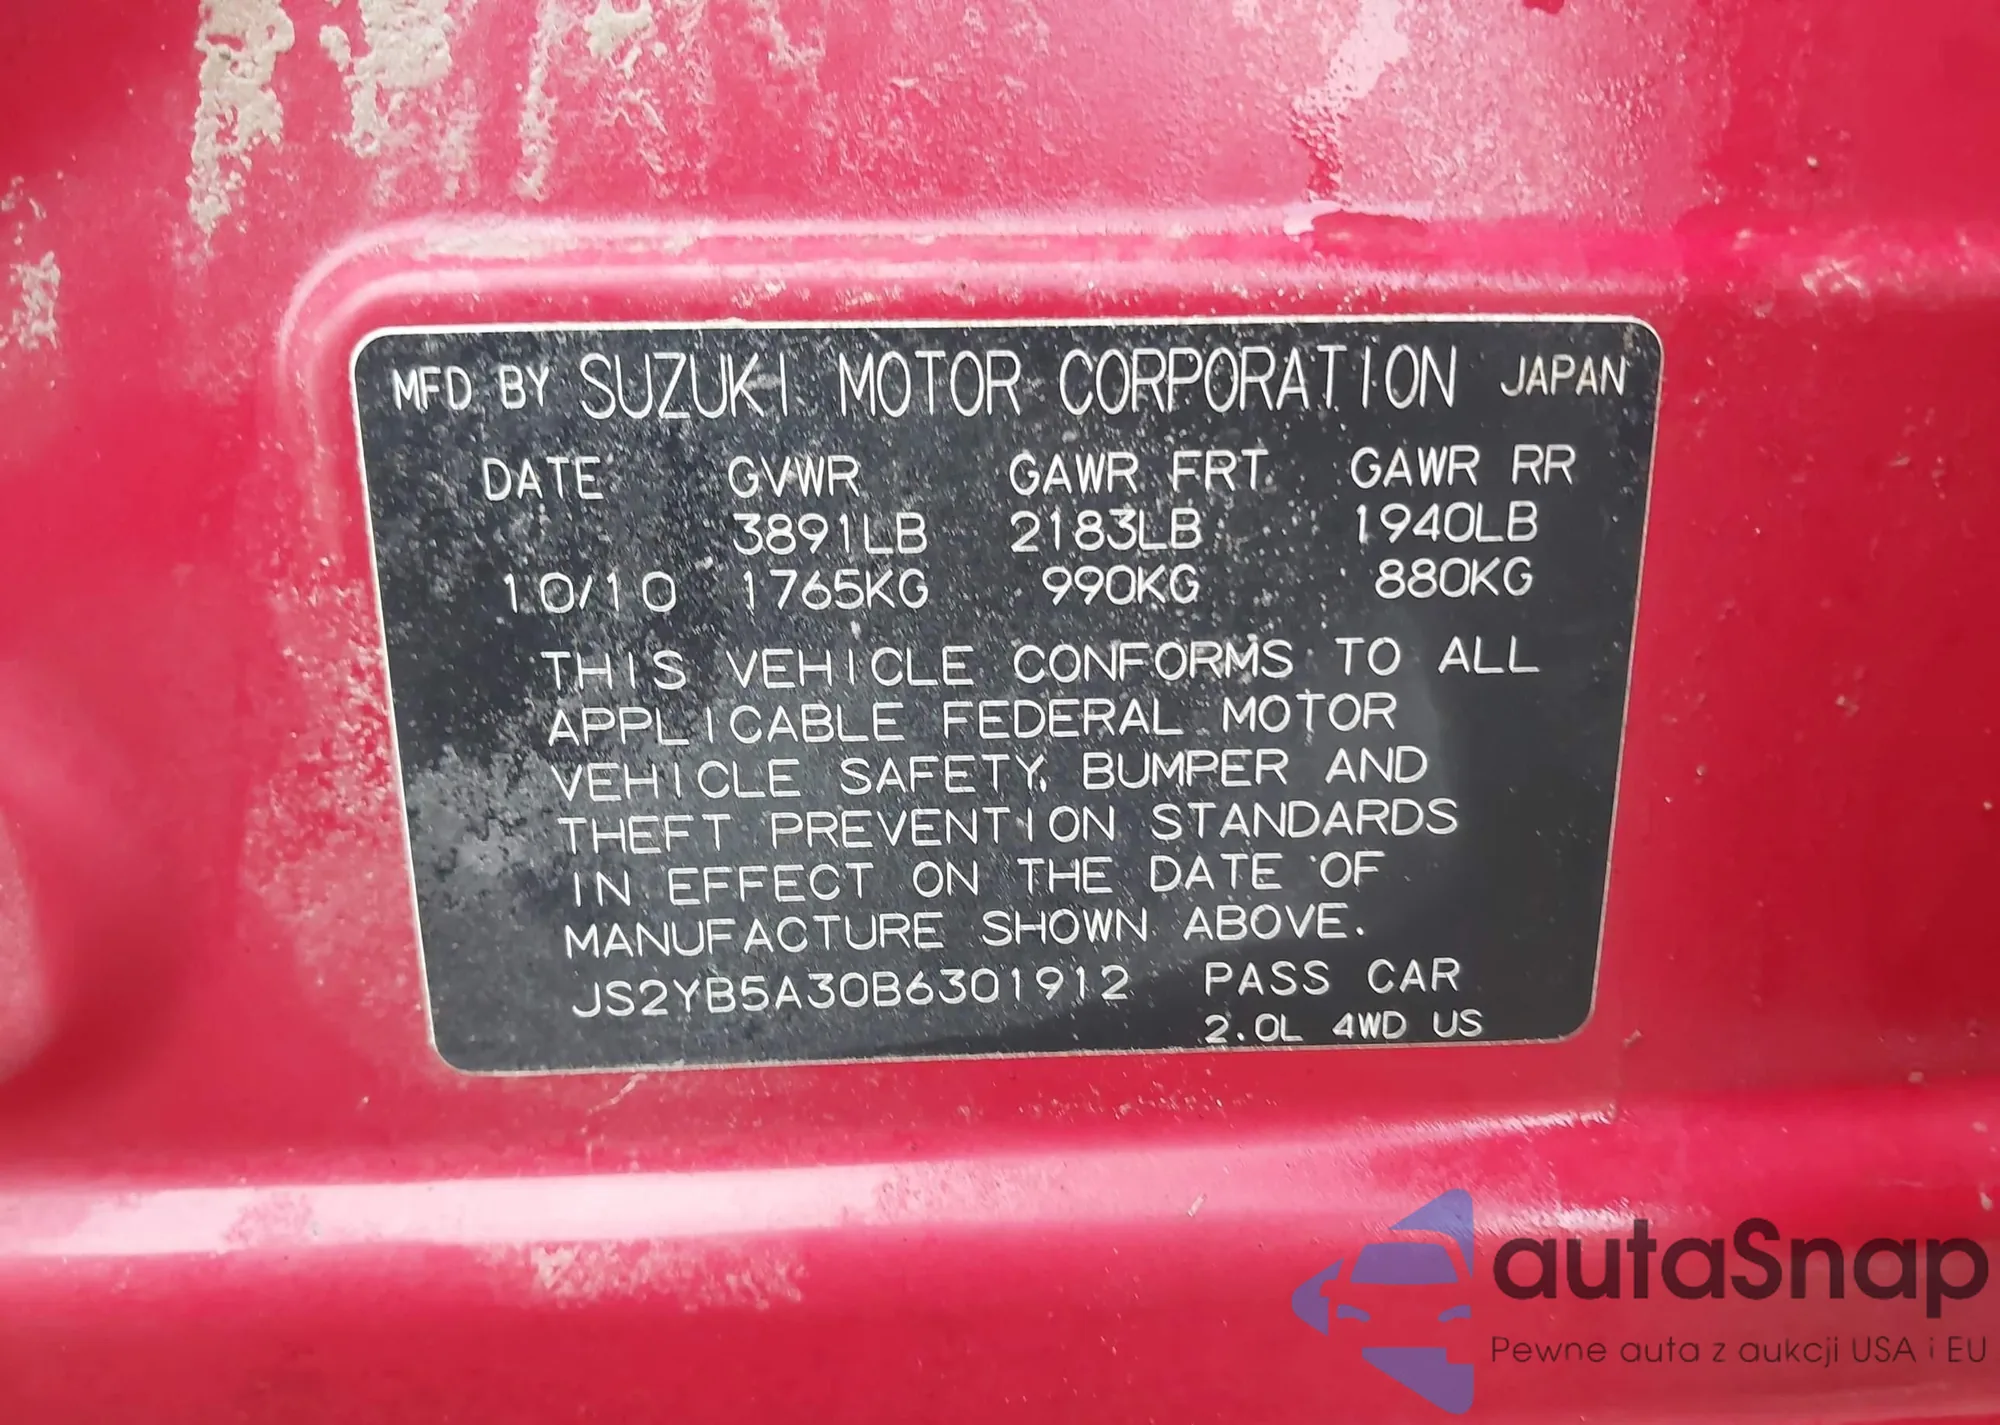 MFD BY SUZUKI MOTOR CORPORATION JAPAN
DATE GVWR GAWR FRT GAWR RR
3891LB 2183LB 1940LB
10/10 1765KG 990KG 880KG
THIS VEHICLE CONFORMS TO ALL
APPLICABLE FEDERAL MOTOR
VEHICLE SAFETY, BUMPER AND
THEFT PREVENTION STANDARDS
IN EFFECT ON THE DATE OF
MANUFACTURE SHOWN ABOVE.
JS2YB5A30B6301912 PASS CAR
2.0L 4WD US
autaSnap
Pewne auta z aukcji USA i EU